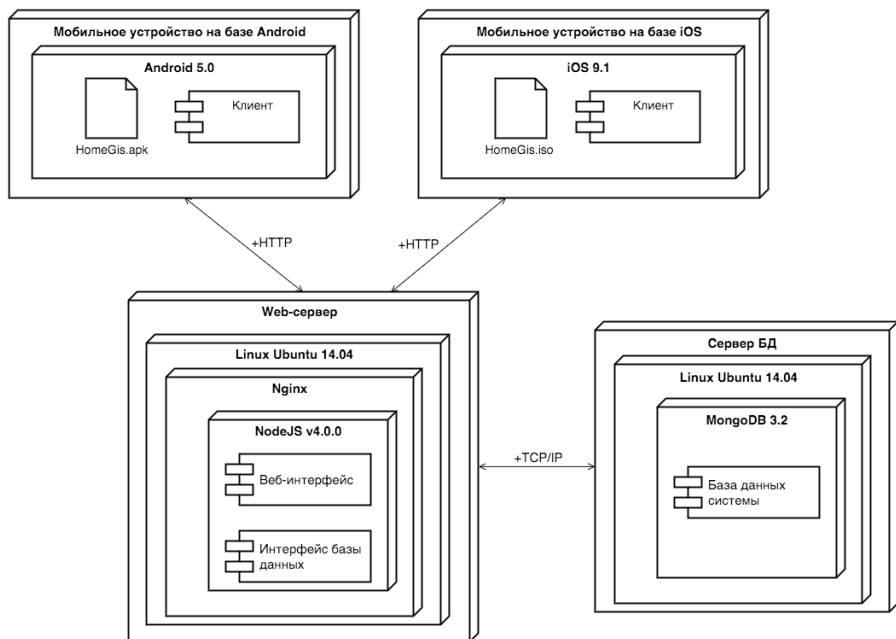 Мобильное устройство на базе Android
Android 5.0
Клиент
HomeGis.apk
Мобильное устройство на базе iOS
iOS 9.1
Клиент
HomeGis.iso
+HTTP
+HTTP
Web-сервер
Linux Ubuntu 14.04
Nginx
NodeJS v4.0.0
Веб-интерфейс
Интерфейс базы
данных
+TCP/IP
Сервер БД
Linux Ubuntu 14.04
MongoDB 3.2
База данных
системы